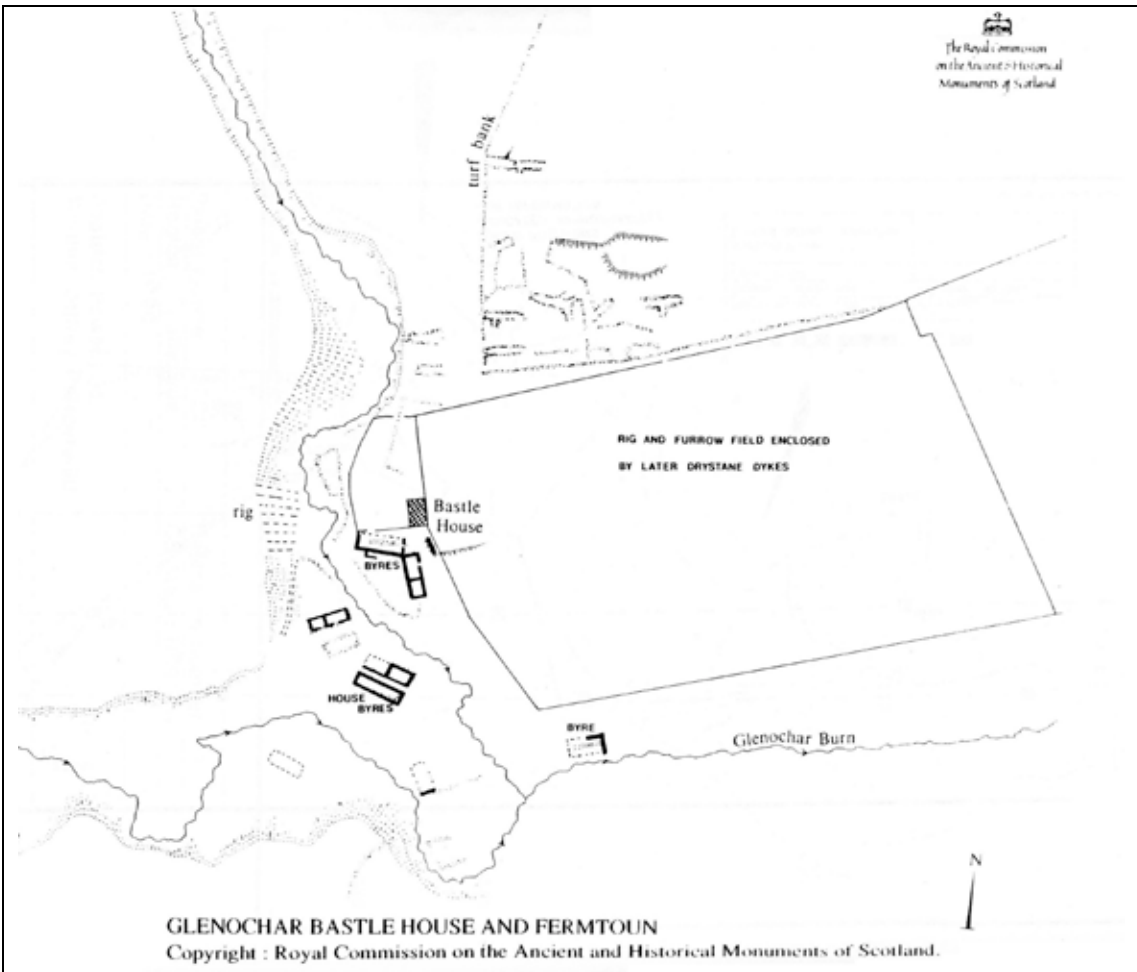 The Royal Commission
on the Ancient & Historical
Monuments of Scotland
turf bank
RIG AND FURROW FIELD ENCLOSED
BY LATER DRYSTANE DYKES
rig
Bastle
House
BYRES
HOUSE
BYRES
BYRE
Glenochar Burn
N
GLENOCHAR BASTLE HOUSE AND FERMTOUN
Copyright : Royal Commission on the Ancient and Historical Monuments of Scotland.